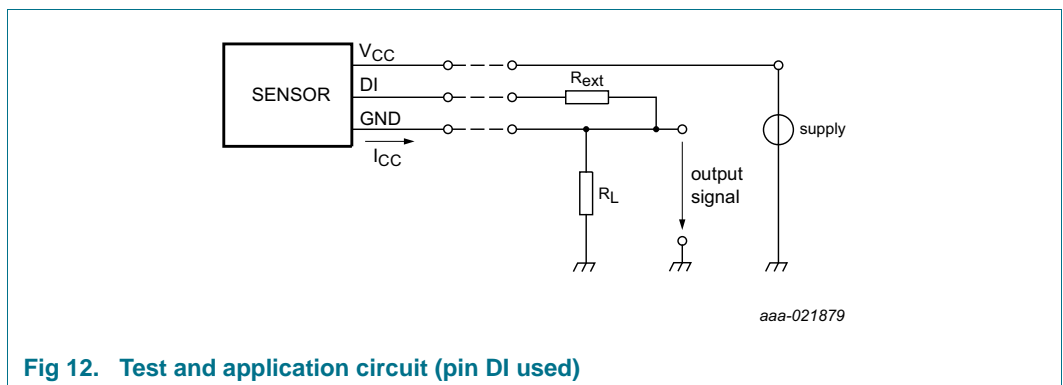 VCC
DI
SENSOR
GND
ICC
Rext
supply
RL
output
signal
aaa-021879
Fig 12. Test and application circuit (pin DI used)